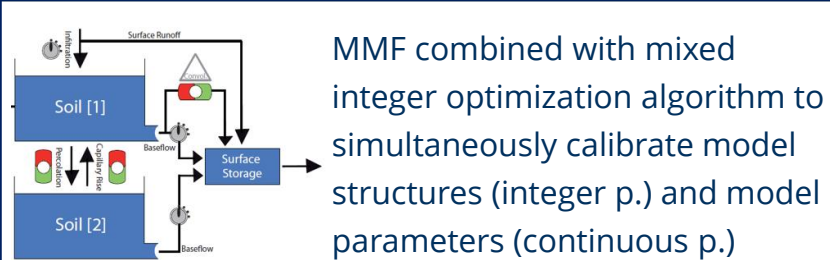 Surface Runoff
Infiltration
Convol.
Soil [1]
Baseflow
Percolation
Capillary Rise
Surface
Storage
Soil [2]
Baseflow
MMF combined with mixed
integer optimization algorithm to
simultaneously calibrate model
structures (integer p.) and model
parameters (continuous p.)